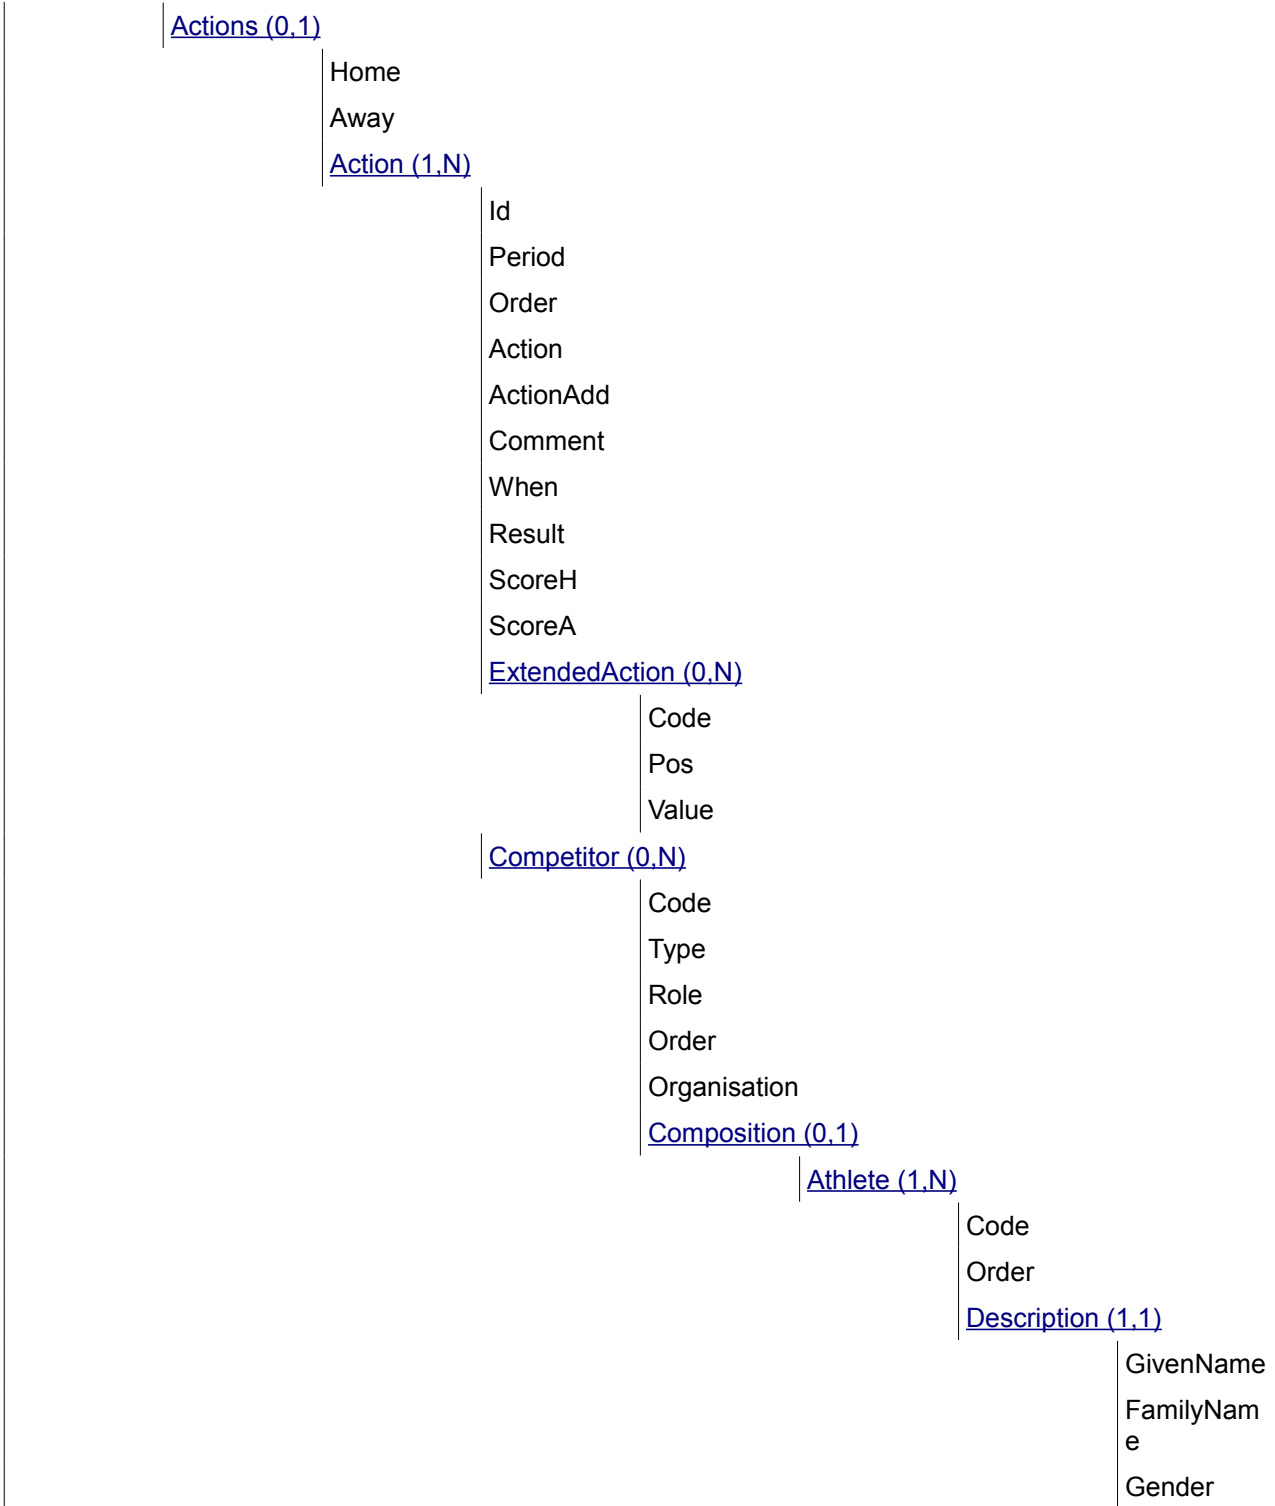 Actions (0,1)
Home
Away
Action (1,N)
Id
Period
Order
Action
ActionAdd
Comment
When
Result
ScoreH
ScoreA
ExtendedAction (0,N)
Code
Pos
Value
Competitor (0,N)
Code
Type
Role
Order
Organisation
Composition (0,1)
Athlete (1,N)
Code
Order
Description (1,1)
GivenName
FamilyNam
e
Gender